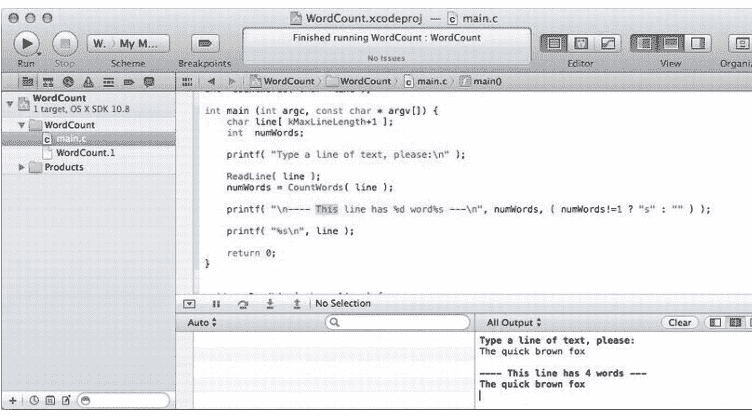 WordCount.xcodeproj — main.c
Finished running WordCount : WordCount
No Issues
W. › My M...
Run
Stop
Scheme
Breakpoints
Editor
View
Organi
WordCount
1 target, OS X SDK 10.8
WordCount
main.c
WordCount.1
Products
WordCount › WordCount › main.c › main()
int main (int argc, const char * argv[]) {
char line[ kMaxLineLength+1 ];
int numWords;
printf( "Type a line of text, please:\n" );
ReadLine( line );
numWords = CountWords( line );
printf( "\n---- This line has %d word%s ---\n", numWords, ( numWords!=1 ? "s" : "" ) );
printf( "%s\n", line );
return 0;
}
No Selection
Auto
All Output
Clear
Type a line of text, please:
The quick brown fox
---- This line has 4 words ---
The quick brown fox